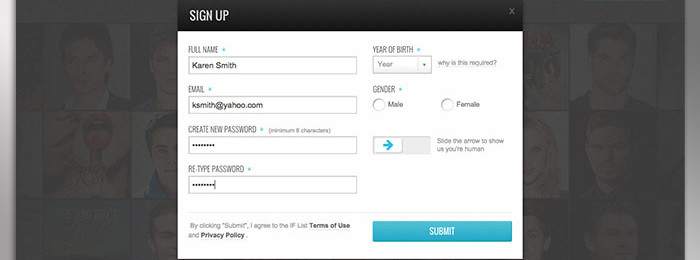 SIGN UP
X
FULL NAME *
Karen Smith
YEAR OF BIRTH *
Year
why is this required?
EMAIL *
ksmith@yahoo.com
GENDER *
Male
Female
CREATE NEW PASSWORD * (minimum 8 characters)
••••••••
Slide the arrow to show
us you're human
RE-TYPE PASSWORD *
••••••••
By clicking "Submit", I agree to the IF List Terms of Use
and Privacy Policy .
SUBMIT